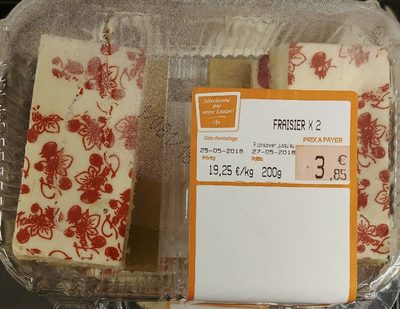 Sélectionné
par
notre Equipe!
FRAISIER X 2
Date d'emballage:
À consommer jusqu'au
PRIX A PAYER
25-05-2018
27-05-2018
Prix Kg:
Poids:
3,85
€
19,25 €/kg
200g